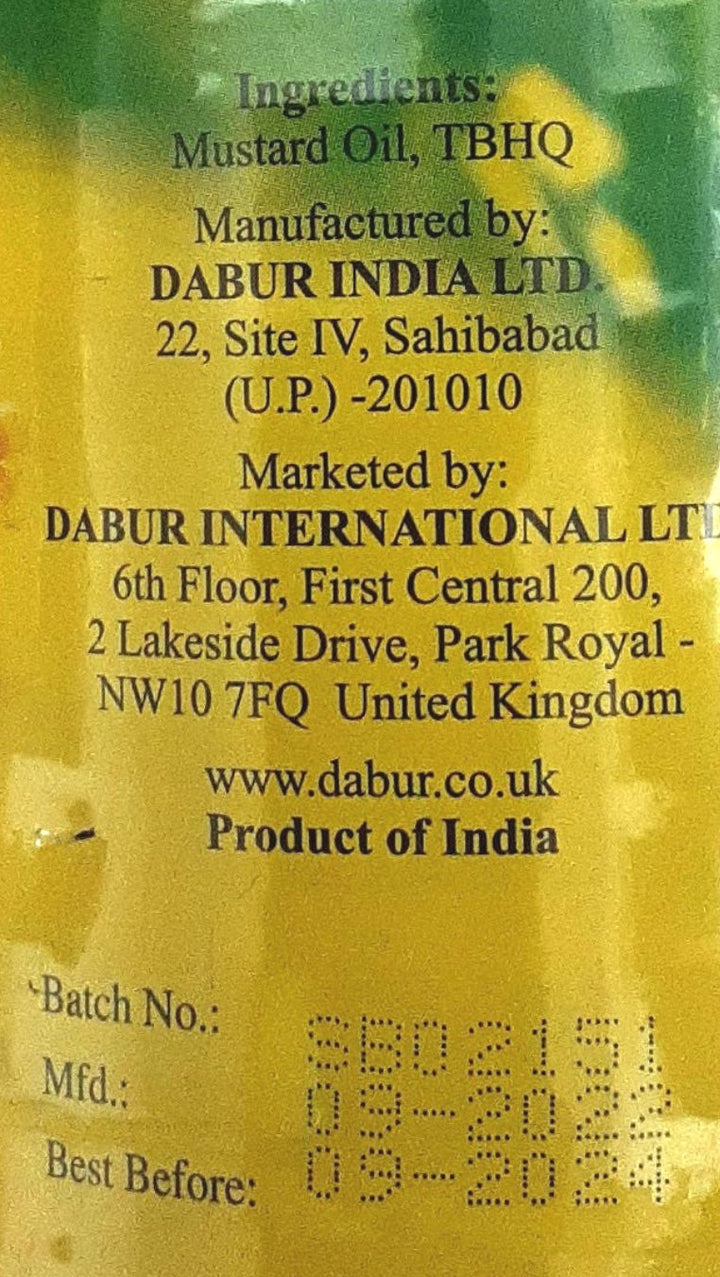 Ingredients:
Mustard Oil, TBHQ
Manufactured by:
DABUR INDIA LTD.
22, Site IV, Sahibabad
(U.P.) -201010
Marketed by:
DABUR INTERNATIONAL LTD
6th Floor, First Central 200,
2 Lakeside Drive, Park Royal -
NW10 7FQ United Kingdom
www.dabur.co.uk
Product of India
Batch No.: SB02151
Mfd.: 09-2022
Best Before: 09-2024